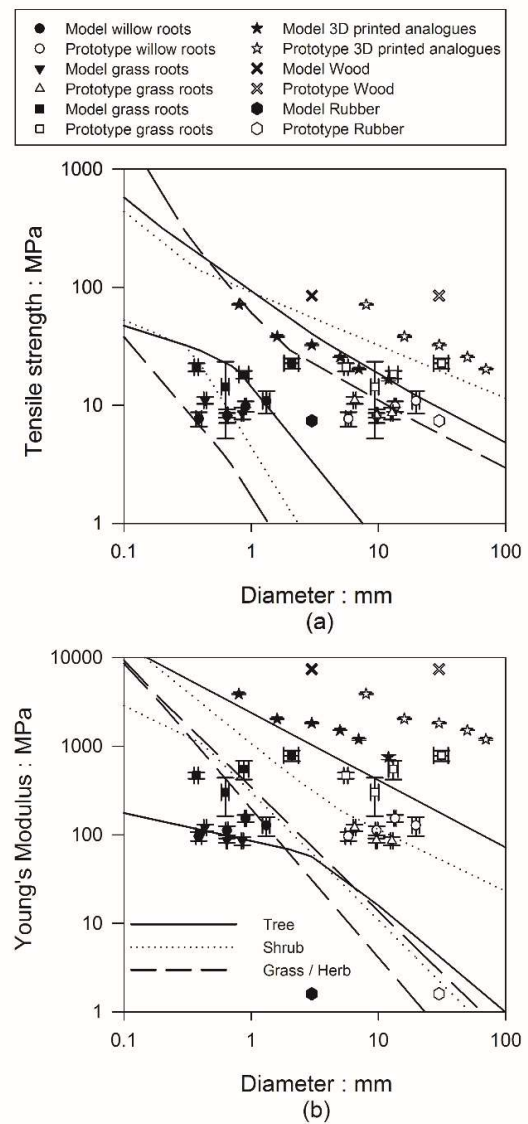 Model willow roots
Model 3D printed analogues
Prototype willow roots
Prototype 3D printed analogues
Model grass roots
Model Wood
Prototype grass roots
Prototype Wood
Model grass roots
Model Rubber
Prototype grass roots
Prototype Rubber
1000
100
10
1
Tensile strength : MPa
0.1
1
10
100
Diameter : mm
(a)
10000
1000
100
10
1
Young's Modulus : MPa
Tree
Shrub
Grass / Herb
0.1
1
10
100
Diameter : mm
(b)